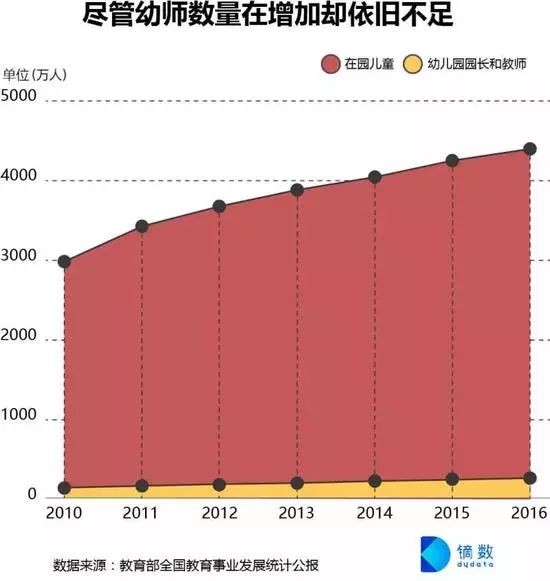 尽管幼师数量在增加却依旧不足
单位(万人)
在园儿童 幼儿园园长和教师
5000
4000
3000
2000
1000
0
2010 2011 2012 2013 2014 2015 2016
数据来源：教育部全国教育事业发展统计公报
镝数
dydata